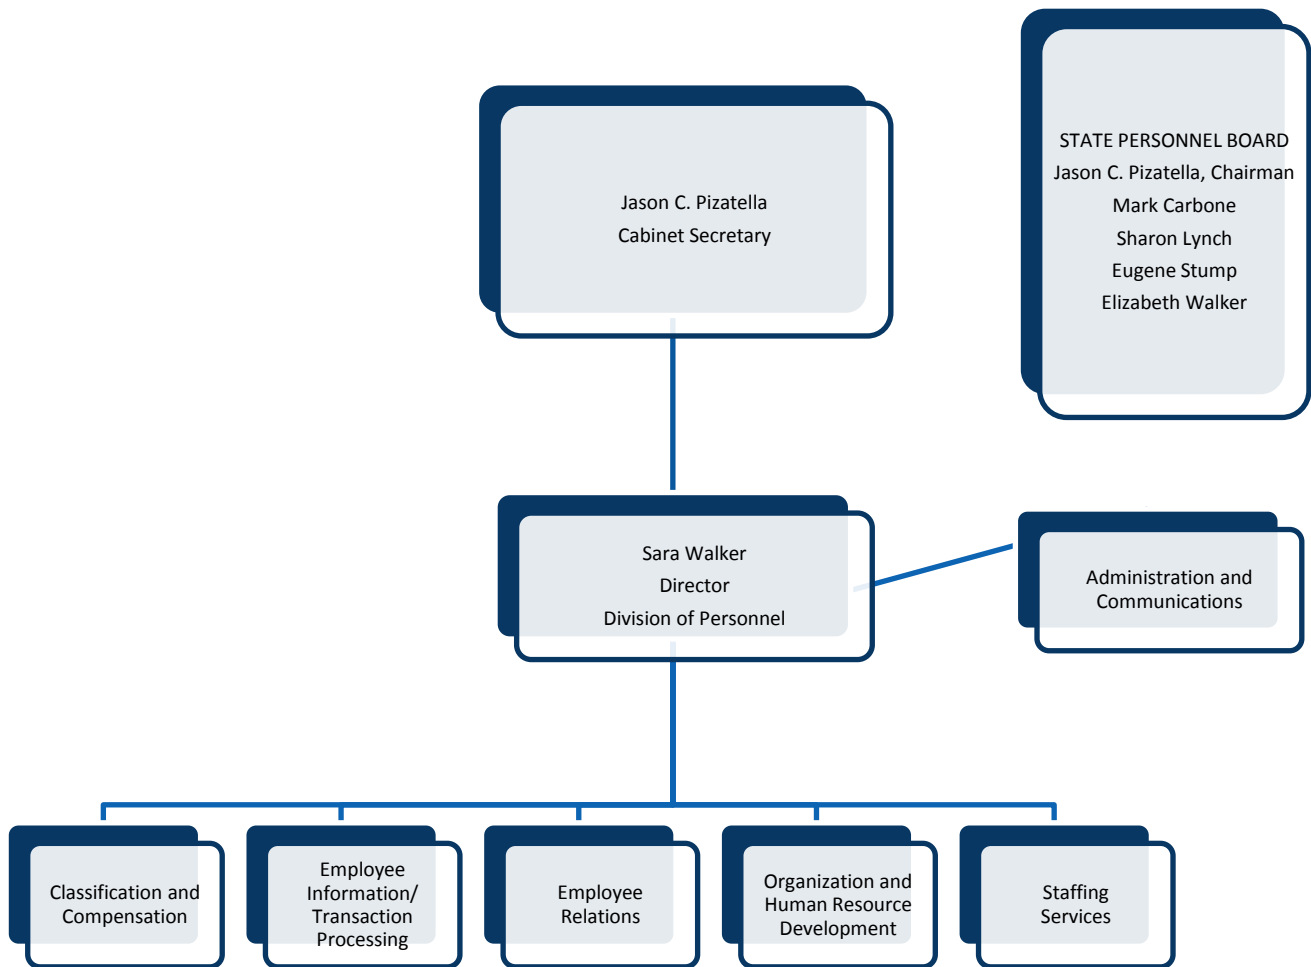 STATE PERSONNEL BOARD
Jason C. Pizatella, Chairman
Mark Carbone
Sharon Lynch
Eugene Stump
Elizabeth Walker
Jason C. Pizatella
Cabinet Secretary
Sara Walker
Director
Division of Personnel
Administration and
Communications
Classification and
Compensation
Employee
Information/
Transaction
Processing
Employee
Relations
Organization and
Human Resource
Development
Staffing
Services